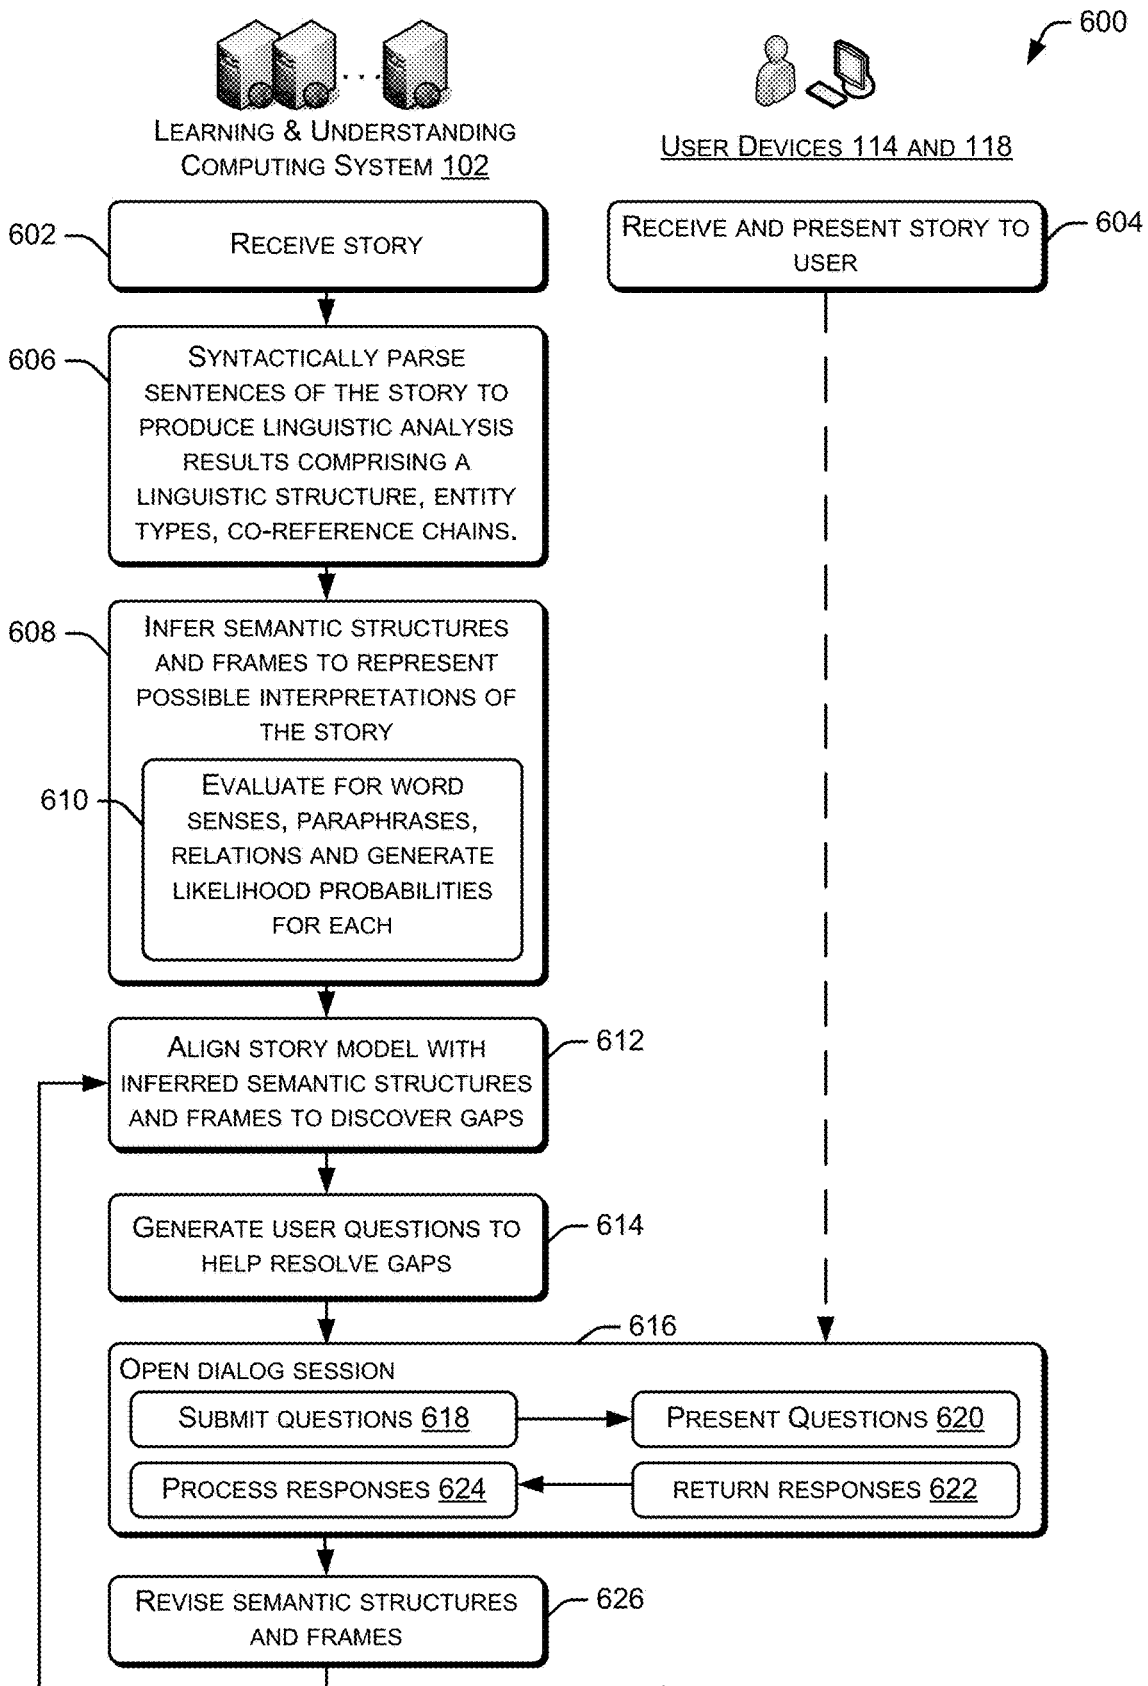 600
LEARNING & UNDERSTANDING
COMPUTING SYSTEM 102
USER DEVICES 114 AND 118
602
RECEIVE STORY
RECEIVE AND PRESENT STORY TO
USER
604
606
SYNTACTICALLY PARSE
SENTENCES OF THE STORY TO
PRODUCE LINGUISTIC ANALYSIS
RESULTS COMPRISING A
LINGUISTIC STRUCTURE, ENTITY
TYPES, CO-REFERENCE CHAINS.
608
INFER SEMANTIC STRUCTURES
AND FRAMES TO REPRESENT
POSSIBLE INTERPRETATIONS OF
THE STORY
610
EVALUATE FOR WORD
SENSES, PARAPHRASES,
RELATIONS AND GENERATE
LIKELIHOOD PROBABILITIES
FOR EACH
612
ALIGN STORY MODEL WITH
INFERRED SEMANTIC STRUCTURES
AND FRAMES TO DISCOVER GAPS
614
GENERATE USER QUESTIONS TO
HELP RESOLVE GAPS
616
OPEN DIALOG SESSION
SUBMIT QUESTIONS 618
PRESENT QUESTIONS 620
PROCESS RESPONSES 624
RETURN RESPONSES 622
REVISE SEMANTIC STRUCTURES
AND FRAMES
626